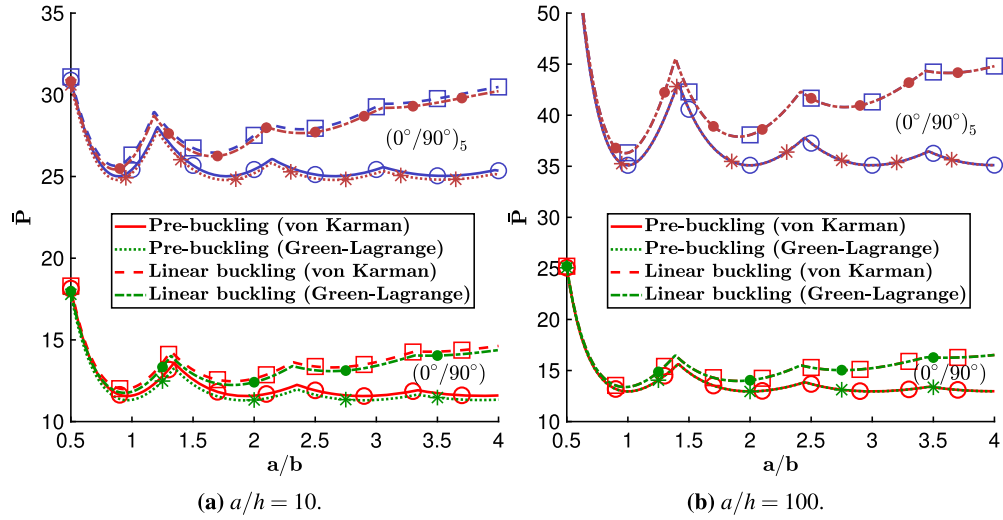 35
30
25
20
15
10
P̄
0.5 1 1.5 2 2.5 3 3.5 4
a/b
(0°/90°)₅
(0°/90°)
Pre-buckling (von Karman)
Pre-buckling (Green-Lagrange)
Linear buckling (von Karman)
Linear buckling (Green-Lagrange)
(a) a/h = 10.
50
45
40
35
30
25
20
15
10
P̄
0.5 1 1.5 2 2.5 3 3.5 4
a/b
(0°/90°)₅
(0°/90°)
Pre-buckling (von Karman)
Pre-buckling (Green-Lagrange)
Linear buckling (von Karman)
Linear buckling (Green-Lagrange)
(b) a/h = 100.